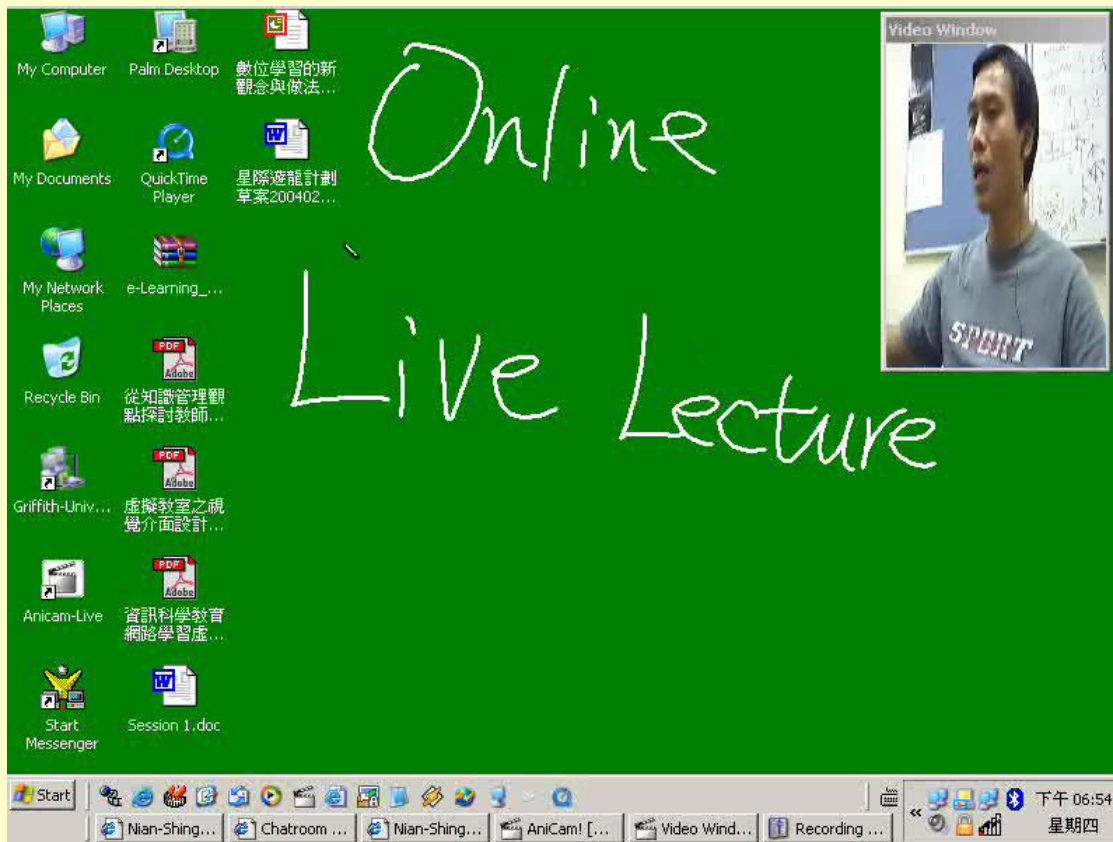 Online
Live Lecture
Video Window
SPORT
My Computer
Palm Desktop
數位學習的新
觀念與做法...
My Documents
QuickTime
Player
星際遊龍計劃
草案200402...
My Network
Places
e-Learning_...
Recycle Bin
從知識管理觀
點探討教師...
Griffith-Univ...
虛擬教室之視
覺介面設計...
Anicam-Live
資訊科學教育
網路學習虛...
Start
Messenger
Session 1.doc
Start
下午 06:54
Nian-Shing...
Chatroom ...
Nian-Shing...
AniCam! [...
Video Wind...
Recording ...
星期四